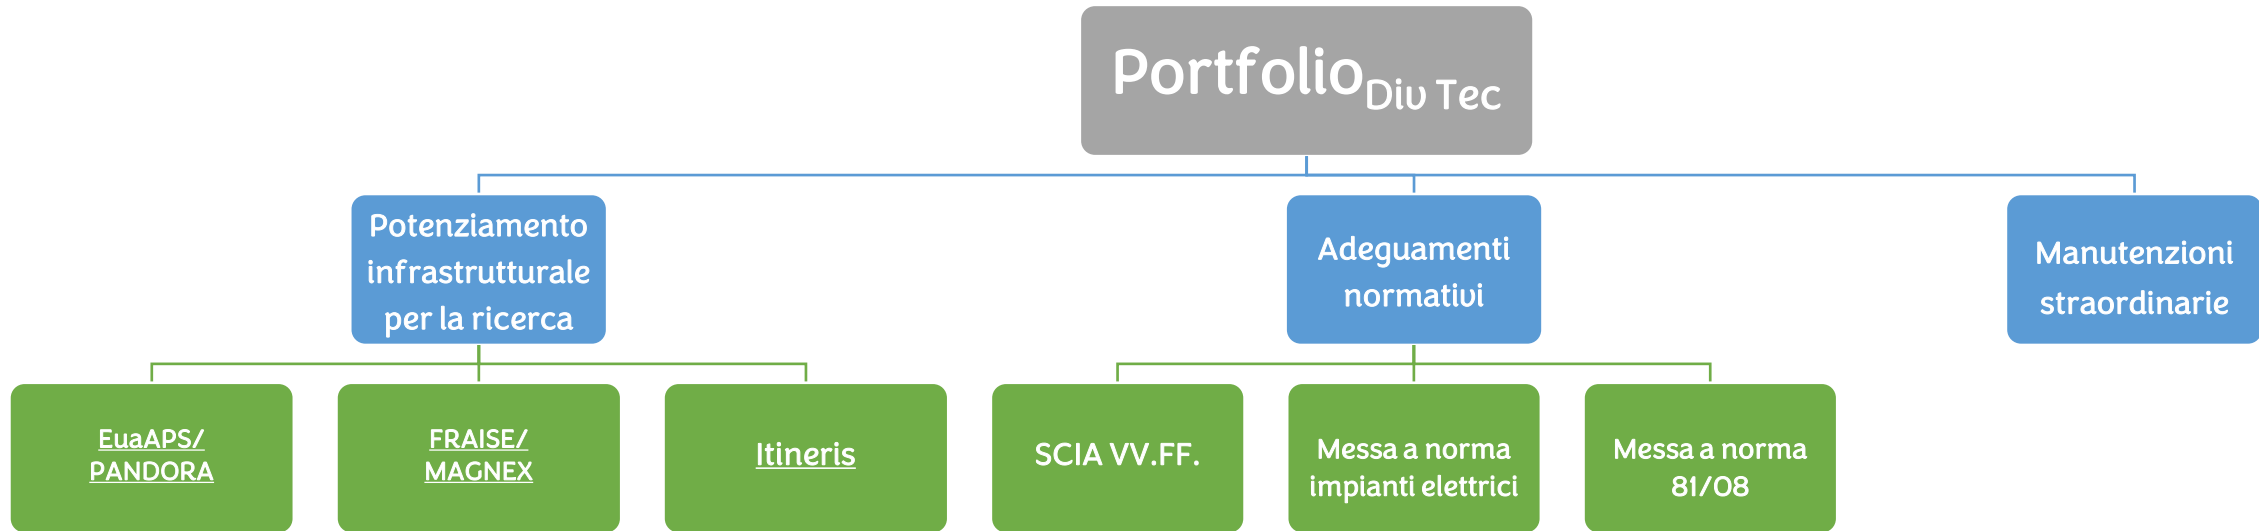 Portfolio Div Tec
Potenziamento
infrastrutturale
per la ricerca
Adeguamenti
normativi
Manutenzioni
straordinarie
EuaAPS/
PANDORA
FRAISE/
MAGNEX
Itineris
SCIA VV.FF.
Messa a norma
impianti elettrici
Messa a norma
81/08